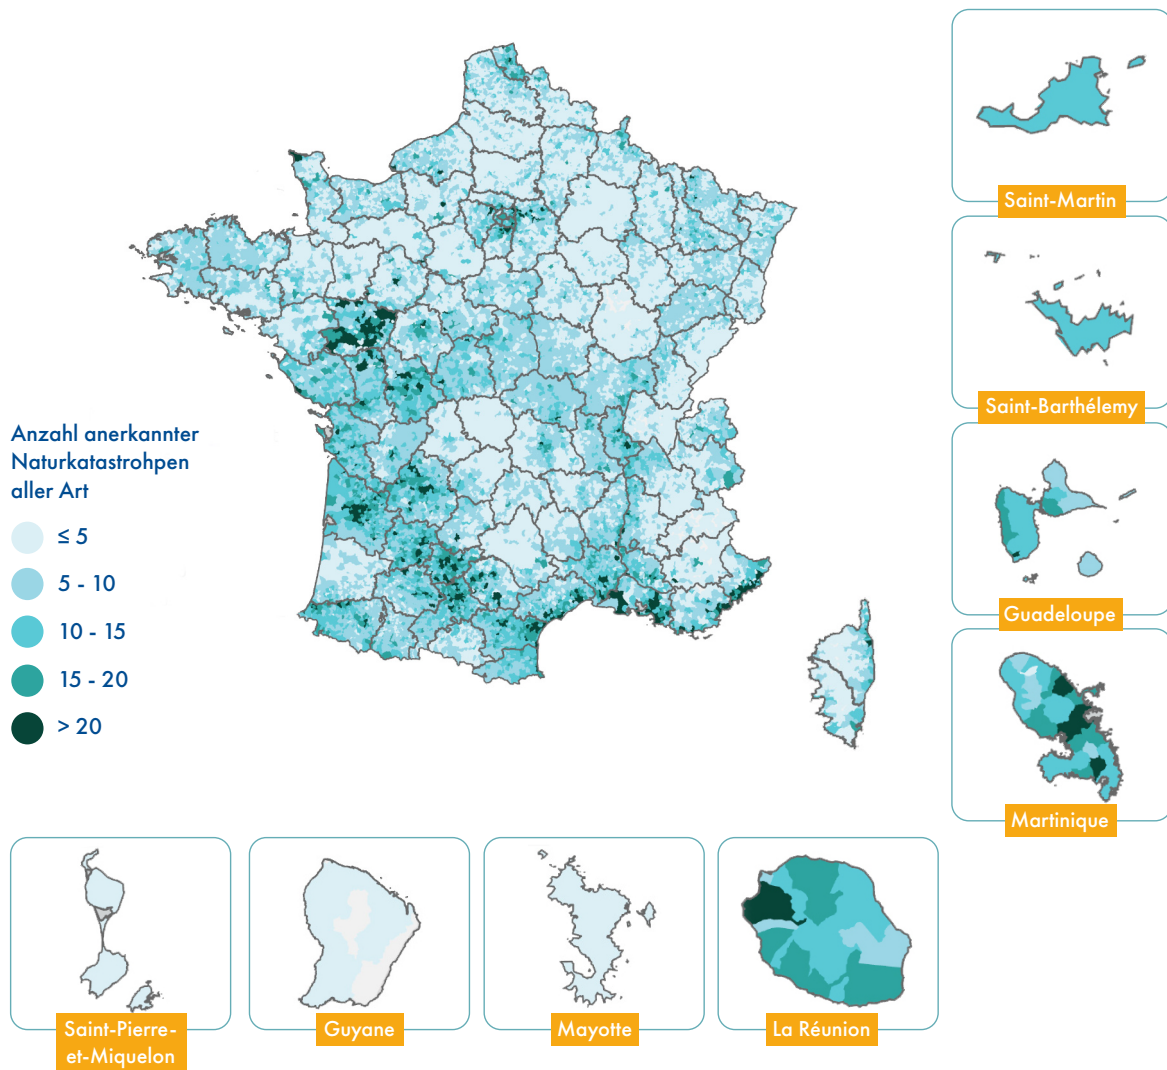 Saint-Martin
Saint-Barthélemy
Anzahl anerkannter
Naturkatastrohpen
aller Art
≤ 5
5 - 10
10 - 15
15 - 20
> 20
Guadeloupe
Martinique
Saint-Pierre-
et-Miquelon
Guyane
Mayotte
La Réunion